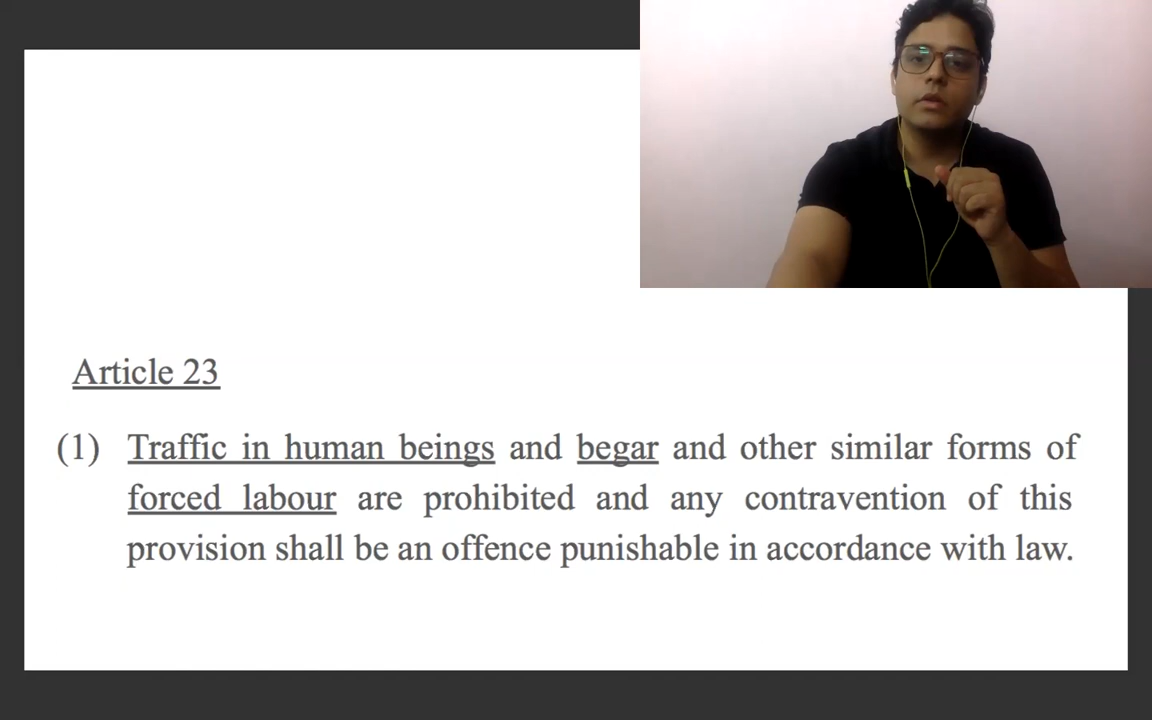 Article 23
(1) Traffic in human beings and begar and other similar forms of
forced labour are prohibited and any contravention of this
provision shall be an offence punishable in accordance with law.